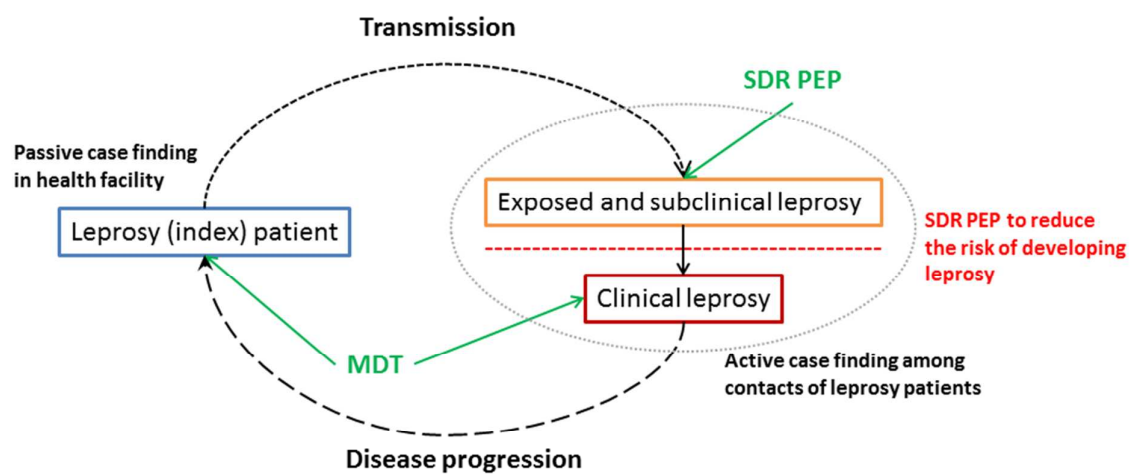 Transmission
SDR PEP
Passive case finding
in health facility
Leprosy (index) patient
Exposed and subclinical leprosy
SDR PEP to reduce
the risk of developing
leprosy
Clinical leprosy
MDT
Active case finding among
contacts of leprosy patients
Disease progression